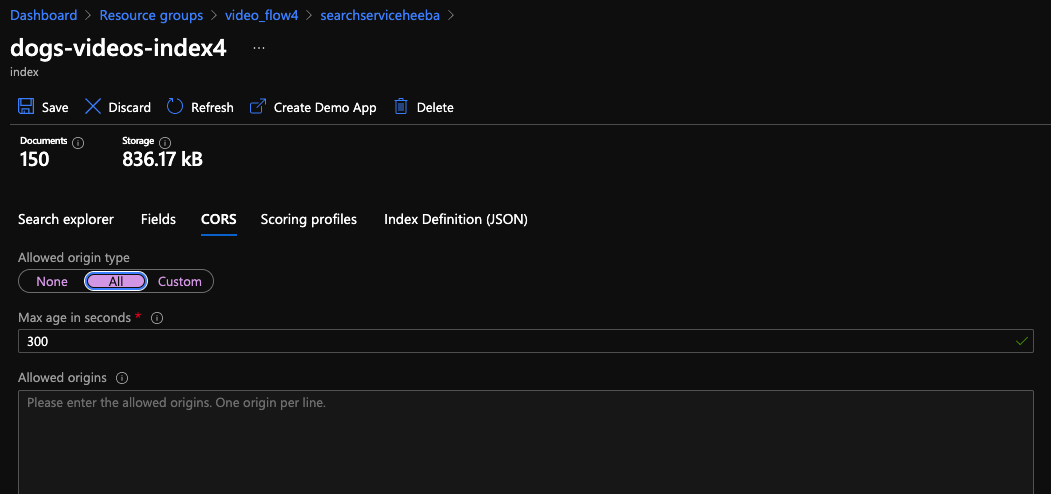 Dashboard > Resource groups > video_flow4 > searchserviceheeba >
dogs-videos-index4 ...
index
Save Discard Refresh Create Demo App Delete
Documents Storage
150 836.17 kB
Search explorer Fields CORS Scoring profiles Index Definition (JSON)
Allowed origin type
None All Custom
Max age in seconds *
300
Allowed origins
Please enter the allowed origins. One origin per line.